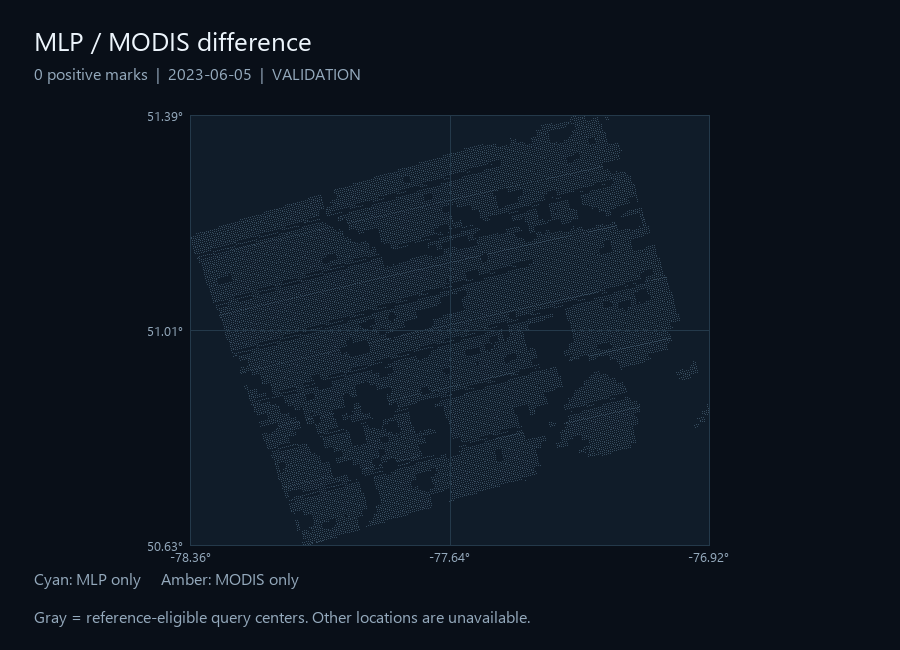 MLP / MODIS difference
0 positive marks | 2023-06-05 | VALIDATION
51.39°
51.01°
50.63°
-78.36° -77.64° -76.92°
Cyan: MLP only Amber: MODIS only
Gray = reference-eligible query centers. Other locations are unavailable.